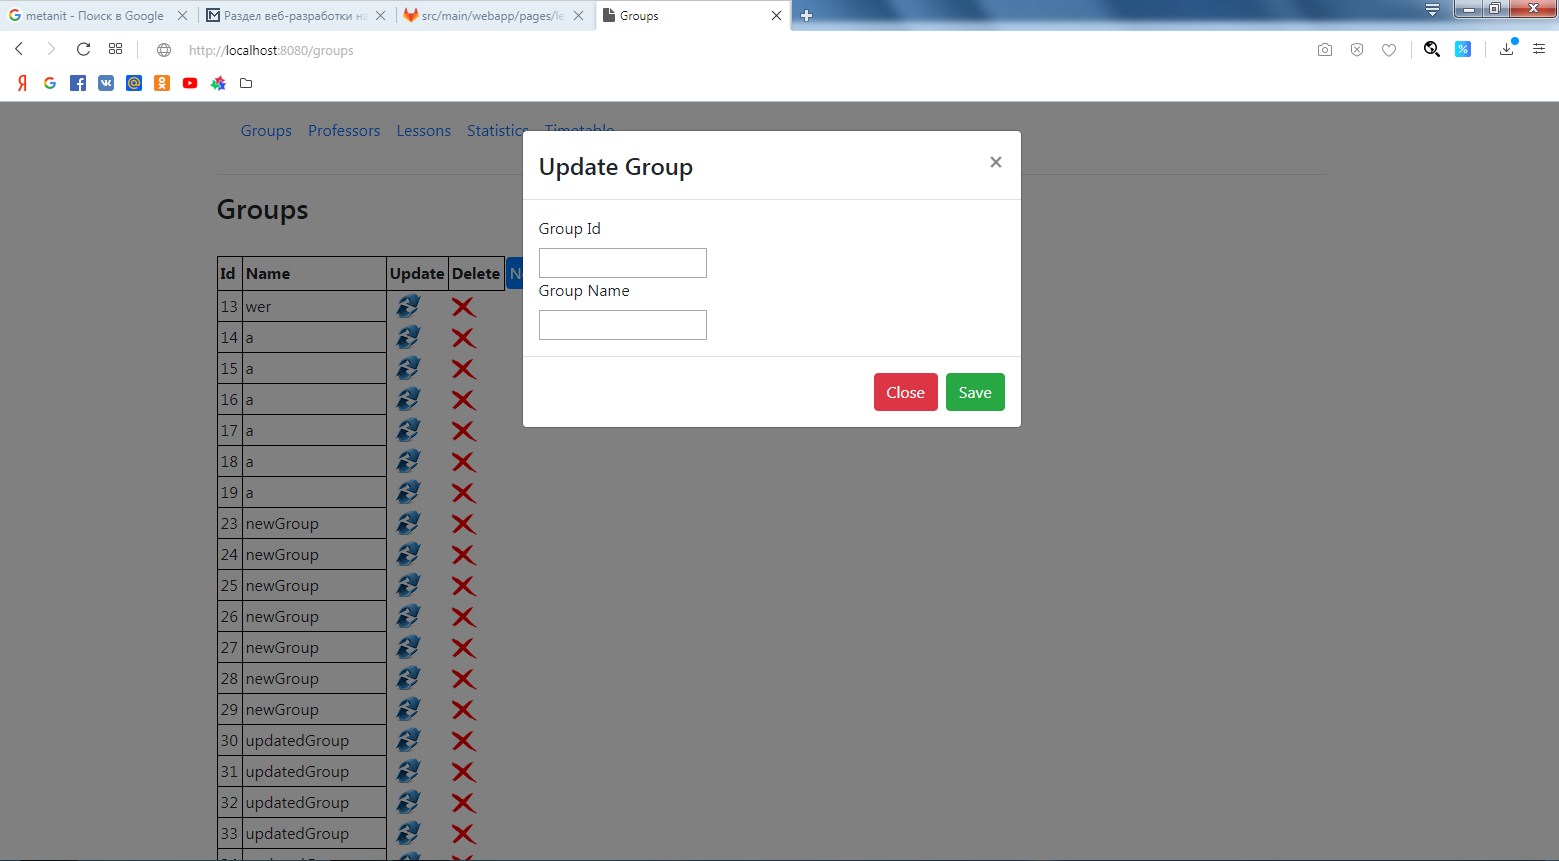 metanit - Поиск в Google
Раздел веб-разработки на
src/main/webapp/pages/le
Groups
http://localhost:8080/groups
Groups Professors Lessons Statistics Timetable
Update Group
×
Groups
Group Id
Id Name Update Delete
Group Name
13 wer
14 a
15 a
16 a
Close Save
17 a
18 a
19 a
23 newGroup
24 newGroup
25 newGroup
26 newGroup
27 newGroup
28 newGroup
29 newGroup
30 updatedGroup
31 updatedGroup
32 updatedGroup
33 updatedGroup